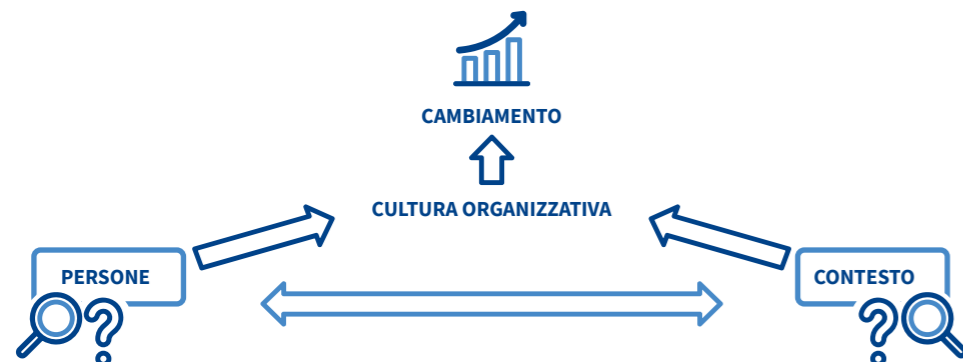 CAMBIAMENTO
CULTURA ORGANIZZATIVA
PERSONE
CONTESTO
? 
?